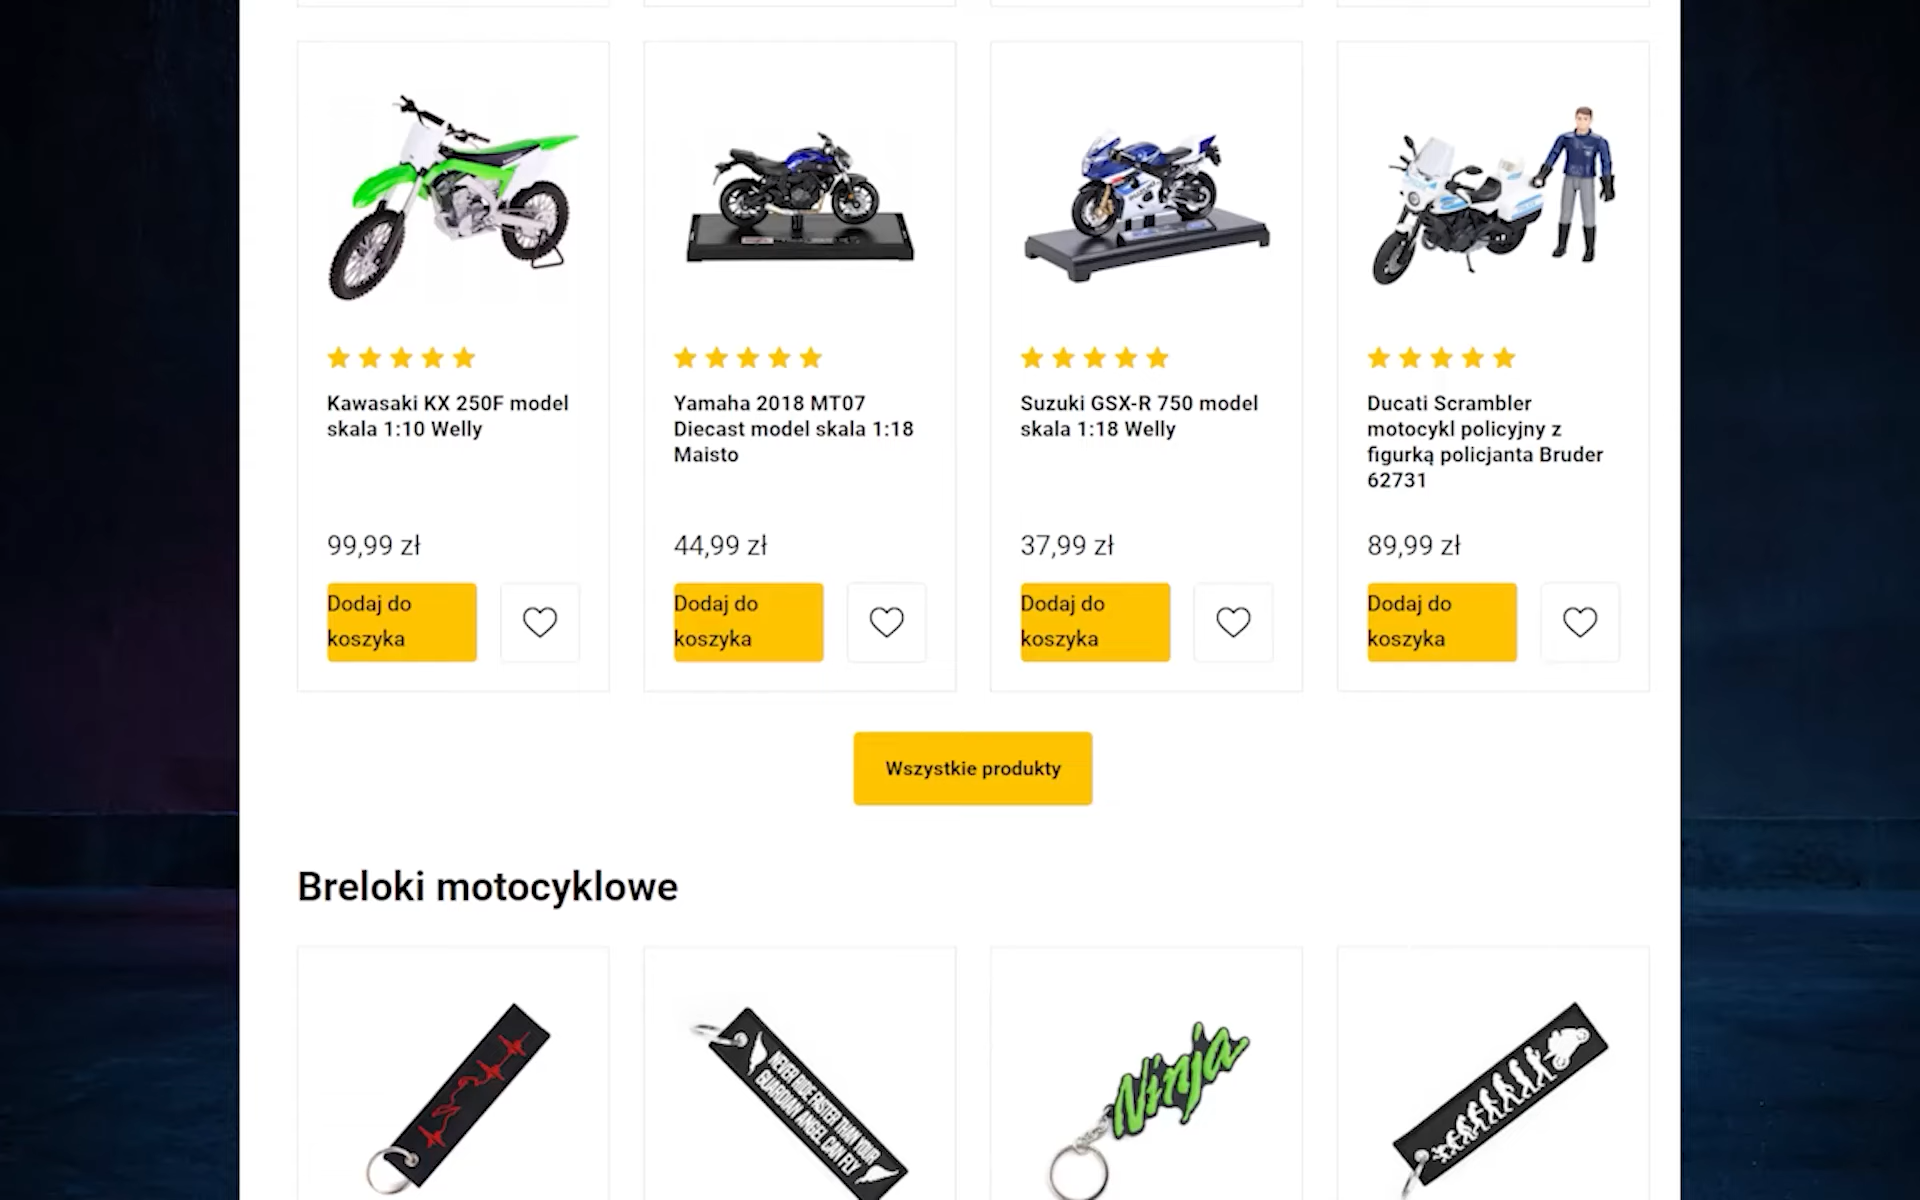 Kawasaki KX 250F model
skala 1:10 Welly
99,99 zł
Dodaj do
koszyka
Yamaha 2018 MT07
Diecast model skala 1:18
Maisto
44,99 zł
Dodaj do
koszyka
Suzuki GSX-R 750 model
skala 1:18 Welly
37,99 zł
Dodaj do
koszyka
Ducati Scrambler
motocykl policyjny z
figurką policjanta Bruder
62731
89,99 zł
Dodaj do
koszyka
Wszystkie produkty
Breloki motocyklowe
NEVER RIDE FASTER THAN YOUR
GUARDIAN ANGEL CAN FLY
Ninja